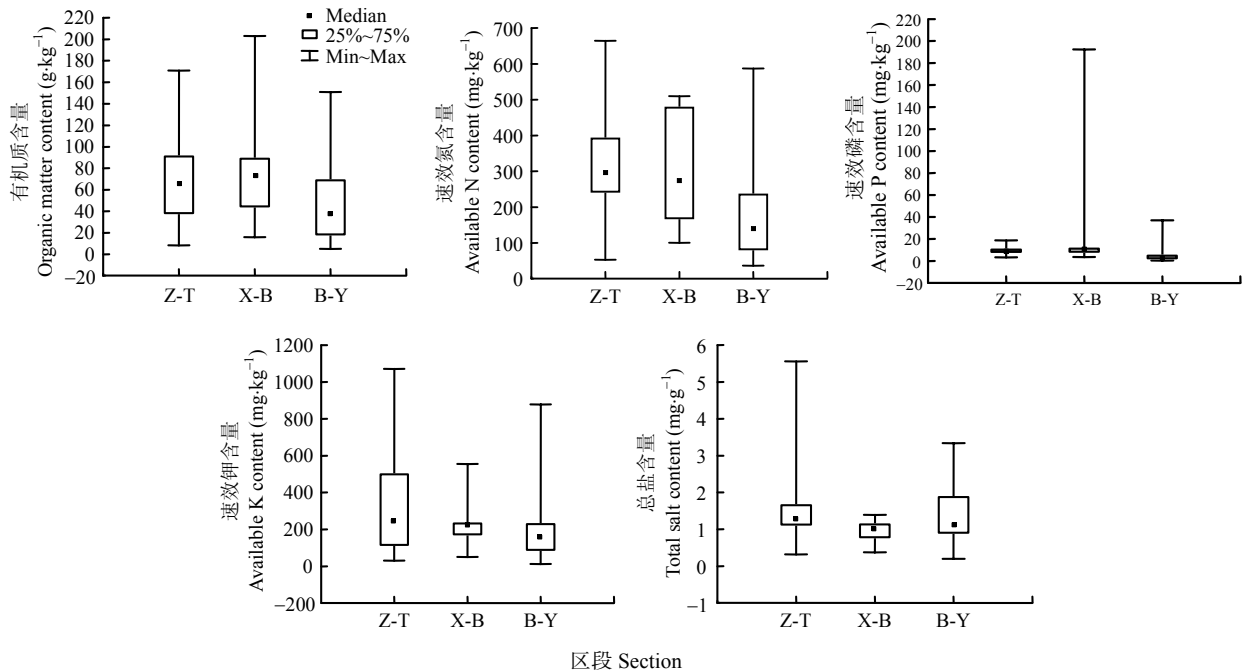 有机质含量
Organic matter content (g·kg⁻¹)
220
200
180
160
140
120
100
80
60
40
20
0
−20
Z-T
X-B
B-Y
Median
25%~75%
Min~Max
速效氮含量
Available N content (mg·kg⁻¹)
700
600
500
400
300
200
100
0
Z-T
X-B
B-Y
速效磷含量
Available P content (mg·kg⁻¹)
220
200
180
160
140
120
100
80
60
40
20
0
−20
Z-T
X-B
B-Y
速效钾含量
Available K content (mg·kg⁻¹)
1200
1000
800
600
400
200
0
−200
Z-T
X-B
B-Y
总盐含量
Total salt content (mg·g⁻¹)
6
5
4
3
2
1
0
−1
Z-T
X-B
B-Y
区段 Section